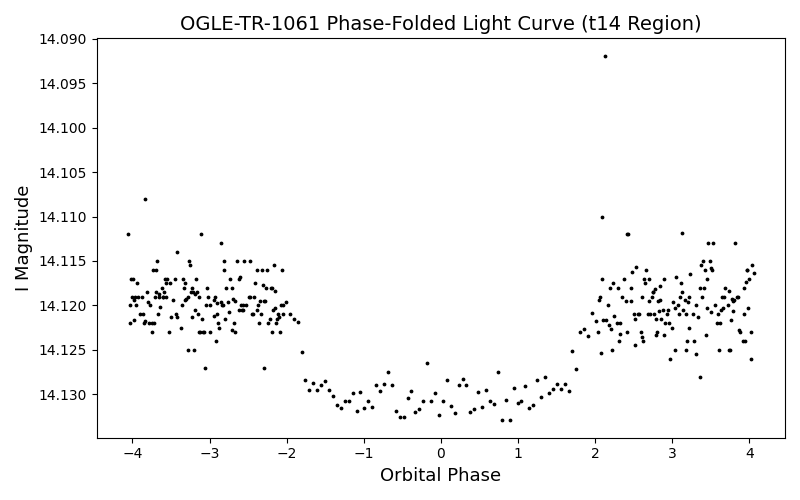 OGLE-TR-1061 Phase-Folded Light Curve (t14 Region)
14.090
14.095
14.100
14.105
14.110
14.115
14.120
14.125
14.130
I Magnitude
−4 −3 −2 −1 0 1 2 3 4
Orbital Phase